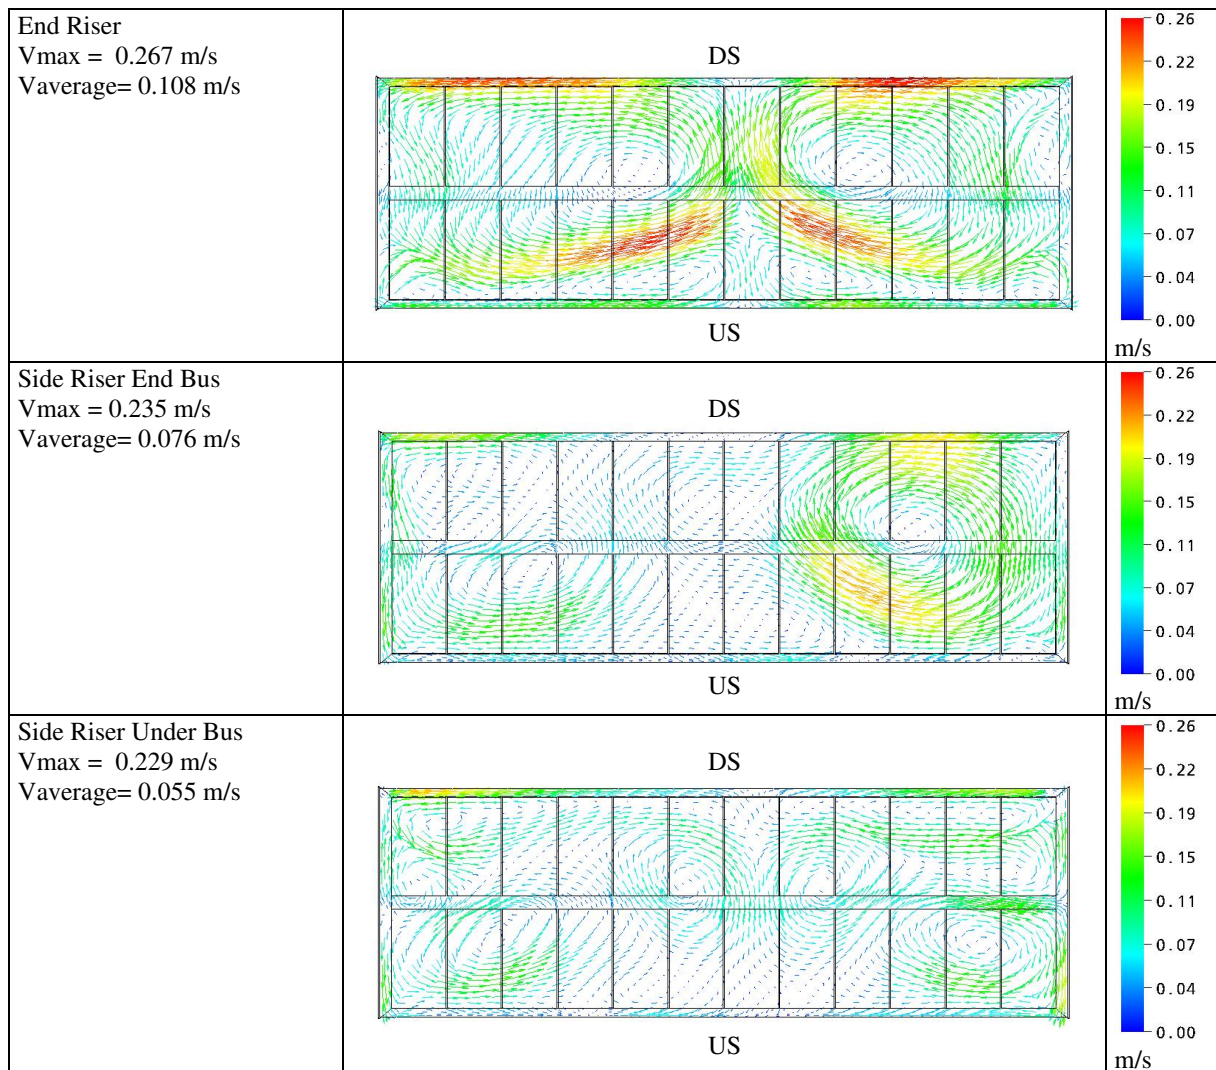 End Riser
Vmax =  0.267 m/s
Vaverage= 0.108 m/s
DS
US
0.26
0.22
0.19
0.15
0.11
0.07
0.04
0.00
m/s
Side Riser End Bus
Vmax = 0.235 m/s
Vaverage= 0.076 m/s
DS
US
0.26
0.22
0.19
0.15
0.11
0.07
0.04
0.00
m/s
Side Riser Under Bus
Vmax =  0.229 m/s
Vaverage= 0.055 m/s
DS
US
0.26
0.22
0.19
0.15
0.11
0.07
0.04
0.00
m/s